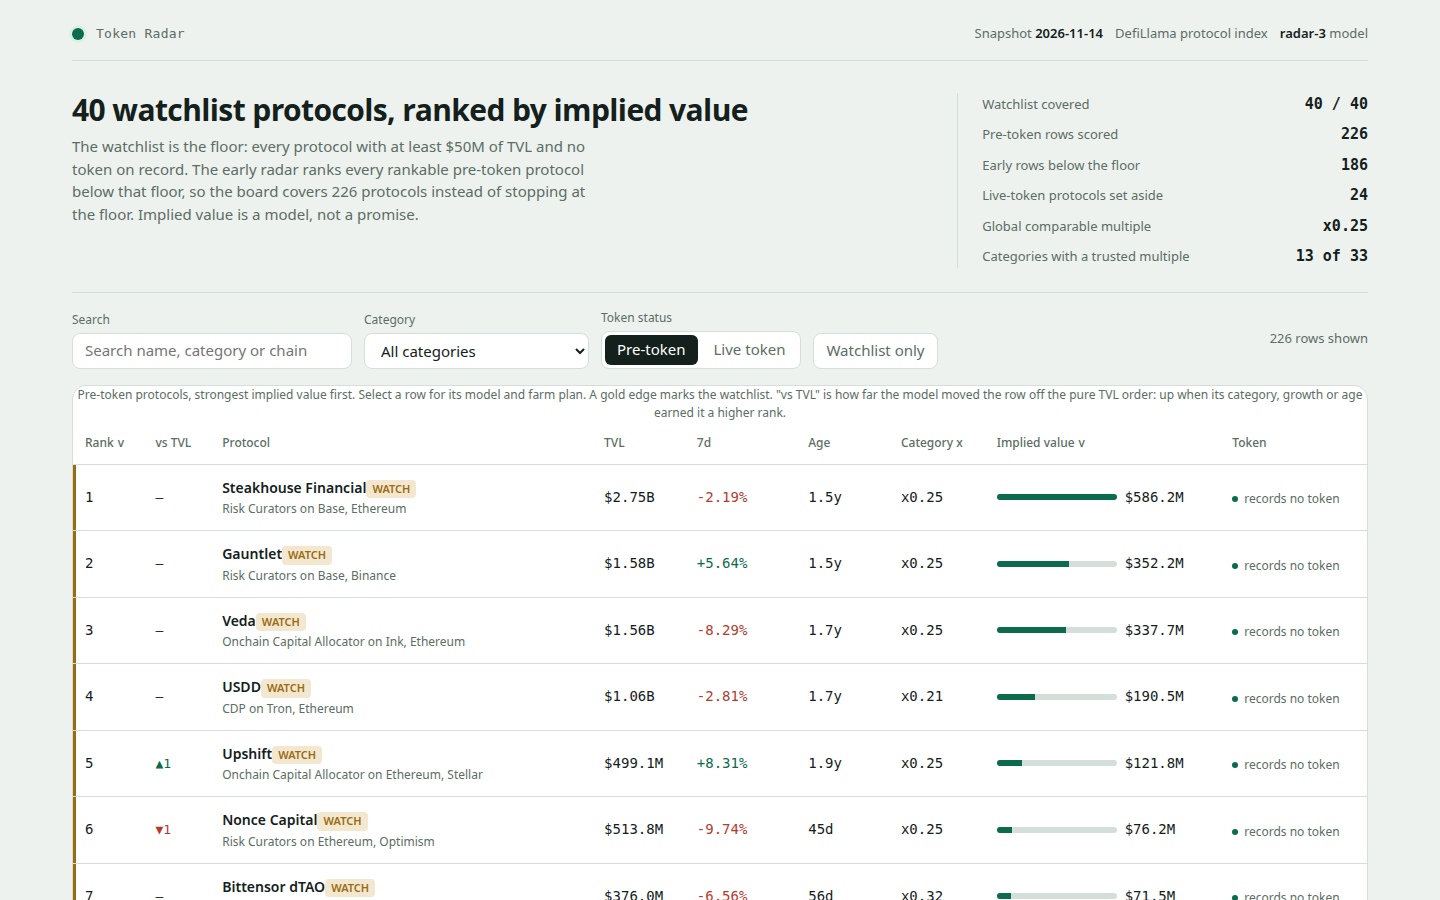 Token Radar
Snapshot 2026-11-14 DefiLlama protocol index radar-3 model
40 watchlist protocols, ranked by implied value
The watchlist is the floor: every protocol with at least $50M of TVL and no
token on record. The early radar ranks every rankable pre-token protocol
below that floor, so the board covers 226 protocols instead of stopping at
the floor. Implied value is a model, not a promise.
Watchlist covered 40 / 40
Pre-token rows scored 226
Early rows below the floor 186
Live-token protocols set aside 24
Global comparable multiple x0.25
Categories with a trusted multiple 13 of 33
Search
Search name, category or chain
Category
All categories
Token status
Pre-token Live token
Watchlist only
226 rows shown
Pre-token protocols, strongest implied value first. Select a row for its model and farm plan. A gold edge marks the watchlist. "vs TVL" is how far the model moved the row off the pure TVL order: up when its category, growth or age
earned it a higher rank.
Rank v vs TVL Protocol TVL 7d Age Category x Implied value v Token
1 – Steakhouse Financial WATCH $2.75B -2.19% 1.5y x0.25 $586.2M records no token
Risk Curators on Base, Ethereum
2 – Gauntlet WATCH $1.58B +5.64% 1.5y x0.25 $352.2M records no token
Risk Curators on Base, Binance
3 – Veda WATCH $1.56B -8.29% 1.7y x0.25 $337.7M records no token
Onchain Capital Allocator on Ink, Ethereum
4 – USDD WATCH $1.06B -2.81% 1.7y x0.21 $190.5M records no token
CDP on Tron, Ethereum
5 ▲1 Upshift WATCH $499.1M +8.31% 1.9y x0.25 $121.8M records no token
Onchain Capital Allocator on Ethereum, Stellar
6 ▼1 Nonce Capital WATCH $513.8M -9.74% 45d x0.25 $76.2M records no token
Risk Curators on Ethereum, Optimism
7 – Bittensor dTAO WATCH $376.0M -6.56% 56d x0.32 $71.5M records no token